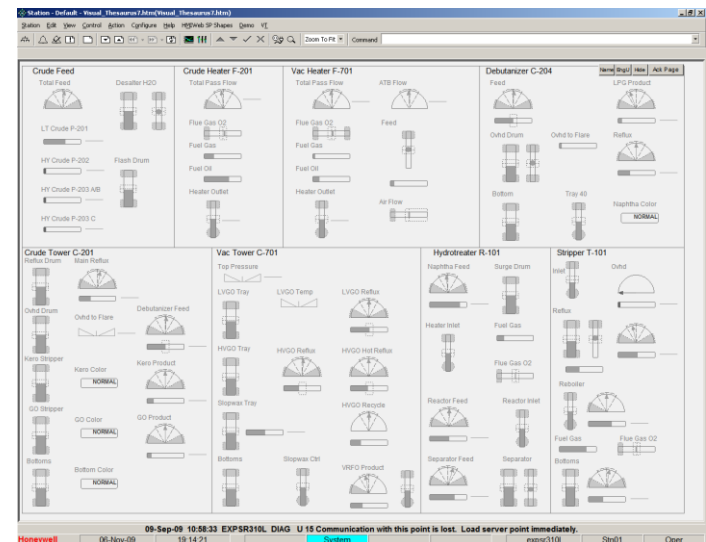 Station - Default - Visual_Thesaurus7.htm(Visual_Thesaurus7.htm)
Station Edit View Control Action Configure Help HMIWeb SP Shapes Demo YT
Zoom To Fit Command
Crude Feed
Total Feed Desalter H2O
LT Crude P-201
HY Crude P-202 Flash Drum
HY Crude P-203 A/B
HY Crude P-203 C
Crude Heater F-201
Total Pass Flow
Flue Gas O2
Fuel Gas
Fuel Oil
Heater Outlet
Vac Heater F-701
Total Pass Flow ATB Flow
Flue Gas O2 Feed
Fuel Gas
Fuel Oil
Heater Outlet Air Flow
Debutanizer C-204
Name Hide Ack Page
Feed LPG Product
Ovhd Drum Ovhd to Flare Reflux
Bottom Tray 40
Naphtha Color
NORMAL
Crude Tower C-201
Reflux Drum Main Reflux
Ovhd Drum Ovhd to Flare Debutanizer Feed
Kero Stripper Kero Color Kero Product
NORMAL
GO Stripper GO Color GO Product
NORMAL
Bottoms Bottom Color
NORMAL
Vac Tower C-701
Top Pressure
LVGO Tray LVGO Temp LVGO Reflux
HVGO Tray HVGO Reflux HVGO Hot Reflux
Slopwax Tray HVGO Recycle
Bottoms Slopwax Ctrl VRFO Product
Hydrotreater R-101
Naphtha Feed Surge Drum
Heater Inlet Fuel Gas
Flue Gas O2
Reactor Feed Reactor Inlet
Separator Feed Separator
Stripper T-101
Inlet Ovhd
Reflux
Reboiler
Fuel Gas Flue Gas O2
Bottoms
09-Sep-09 10:58:33 EXPSR310L DIAG U 15 Communication with this point is lost. Load server point immediately.
Honeywell 06-Nov-09 19:14:21 System expsr310l Stn01 Oper